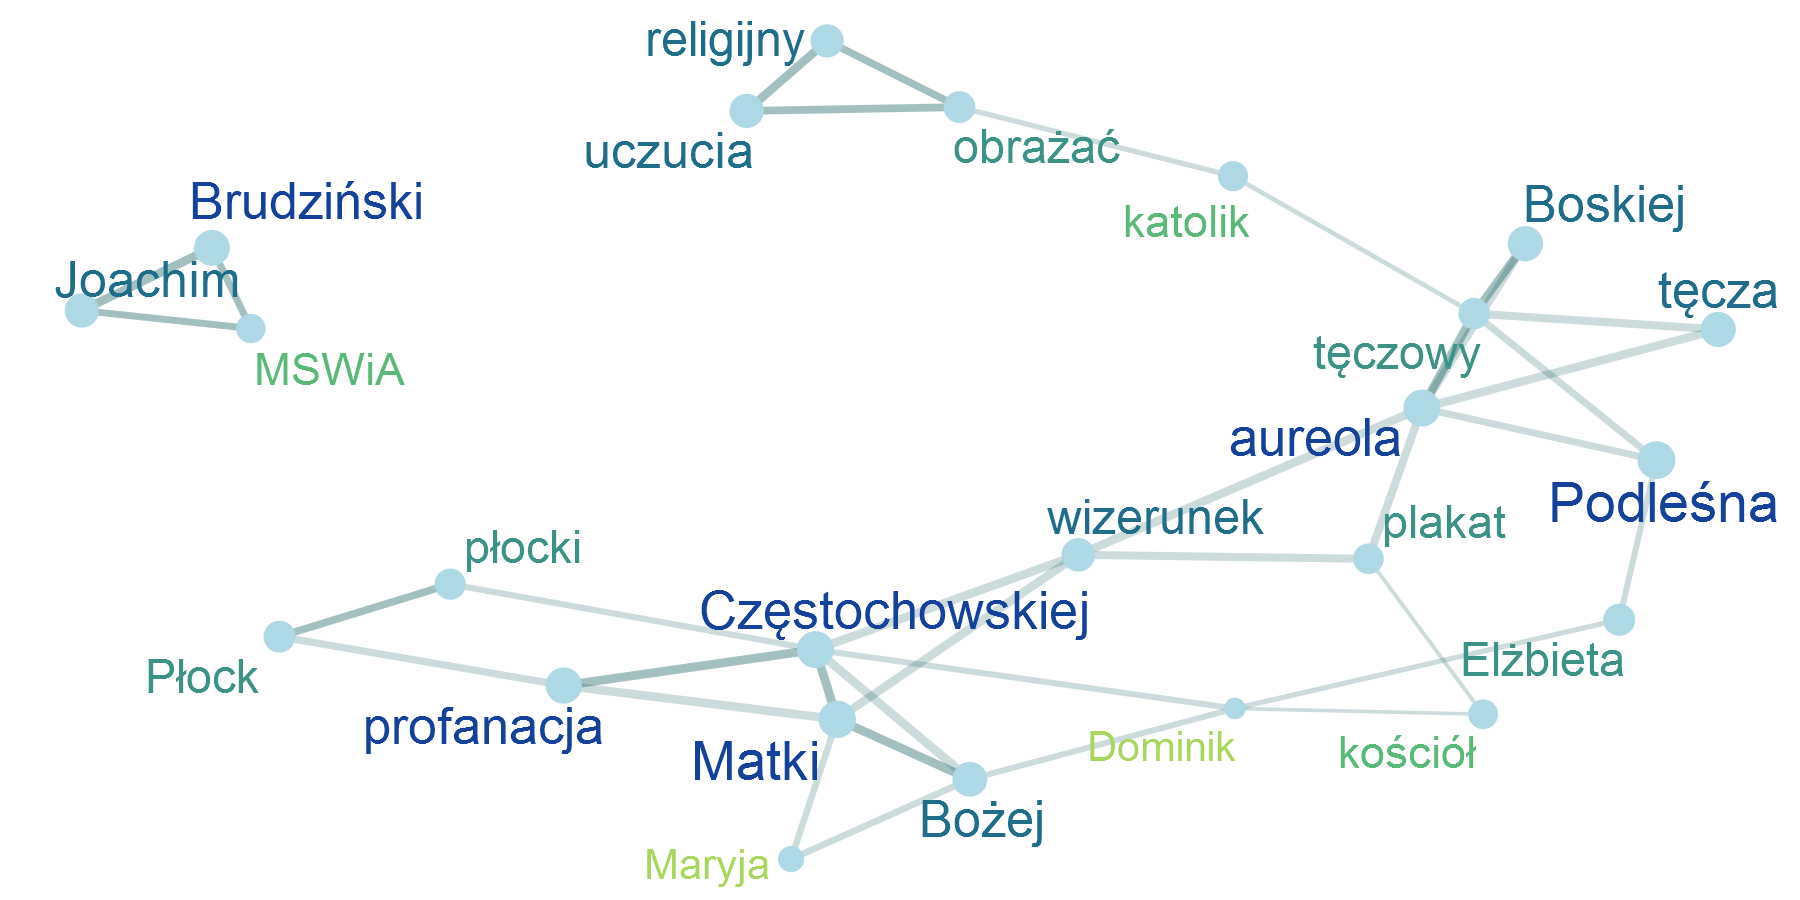 religijny
uczucia
obrażać
Brudziński
Boskiej
katolik
Joachim
tęcza
MSWiA
tęczowy
aureola
Podleśna
wizerunek
plakat
płocki
Częstochowskiej
Elżbieta
Płock
profanacja
Matki
Dominik
kościół
Bożej
Maryja